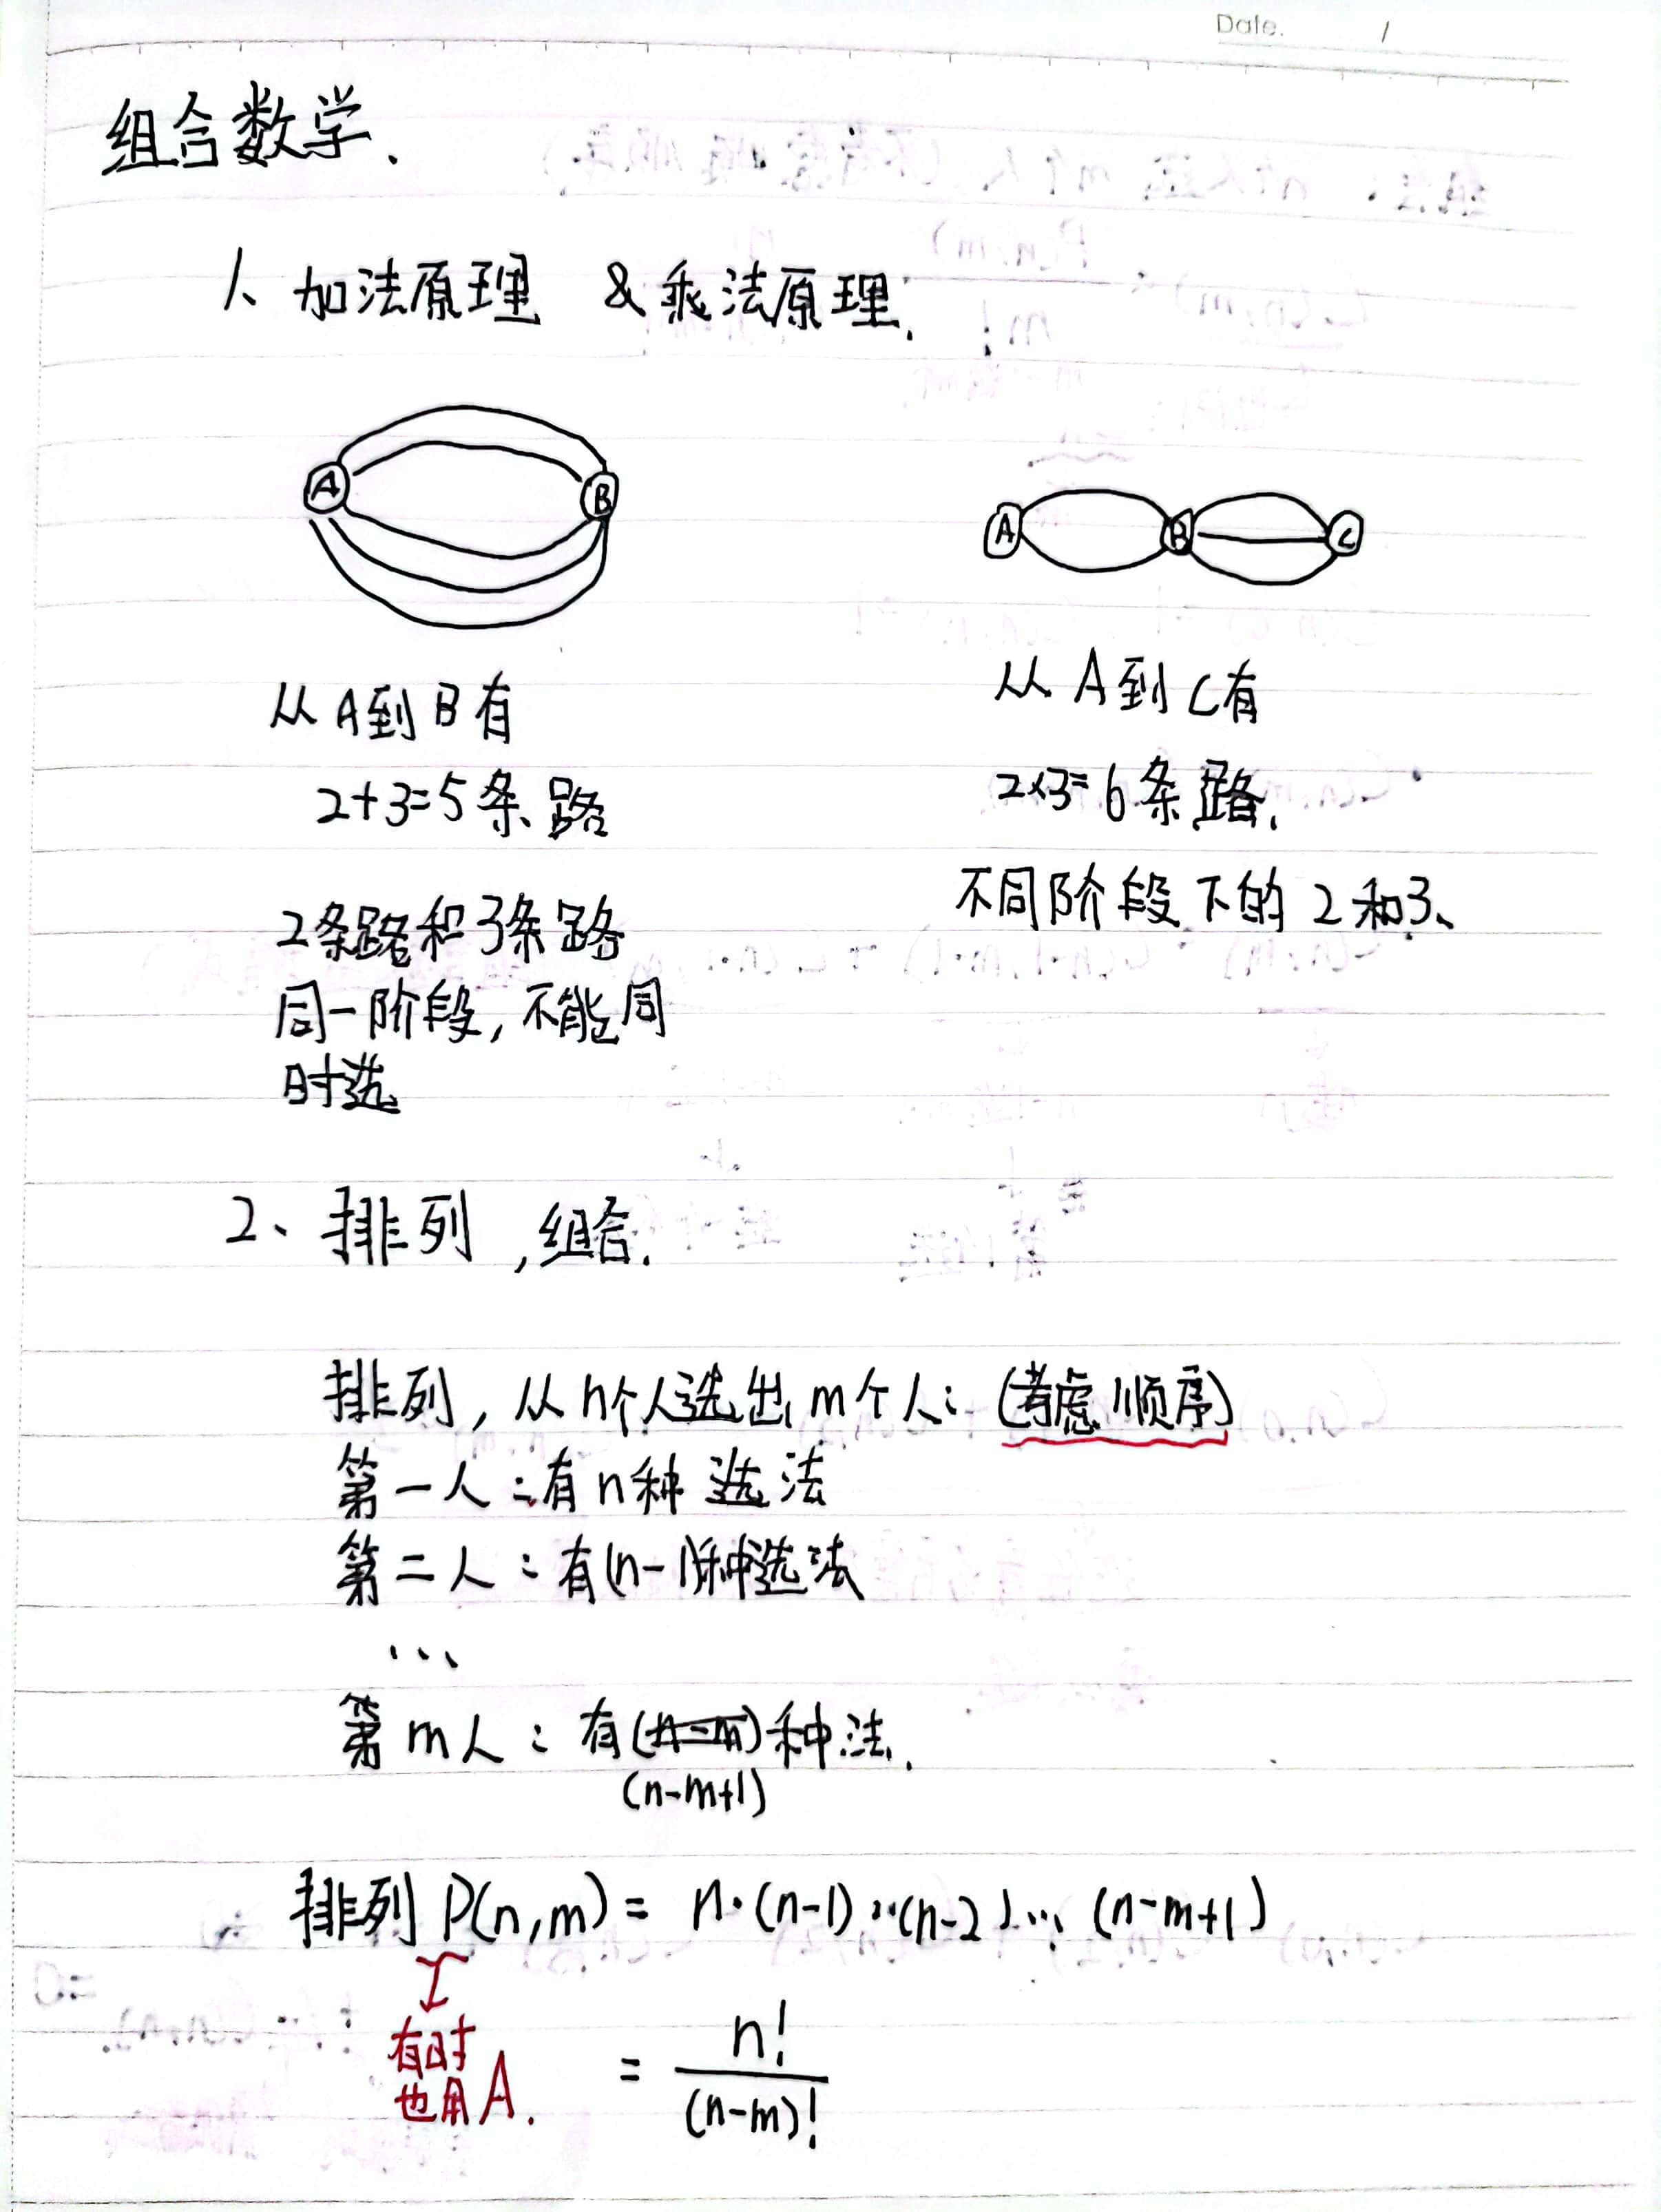 Date. /
组合数学.
1、加法原理 & 乘法原理.
A B
A B C
从A到B有
2+3=5条路
2条路和3条路
同一阶段,不能同
时选
从A到C有
2×3=6条路.
不同阶段下的2和3、
2、排列,组合.
排列,从n个人选出m个人:(考虑顺序)
第一人:有n种选法
第二人:有(n-1)种选法
...
第m人:有(n-m)种法.
(n-m+1)
排列P(n,m)= n·(n-1)··(n-2)...(n-m+1)
有时
也用A.
= n!/(n-m)!